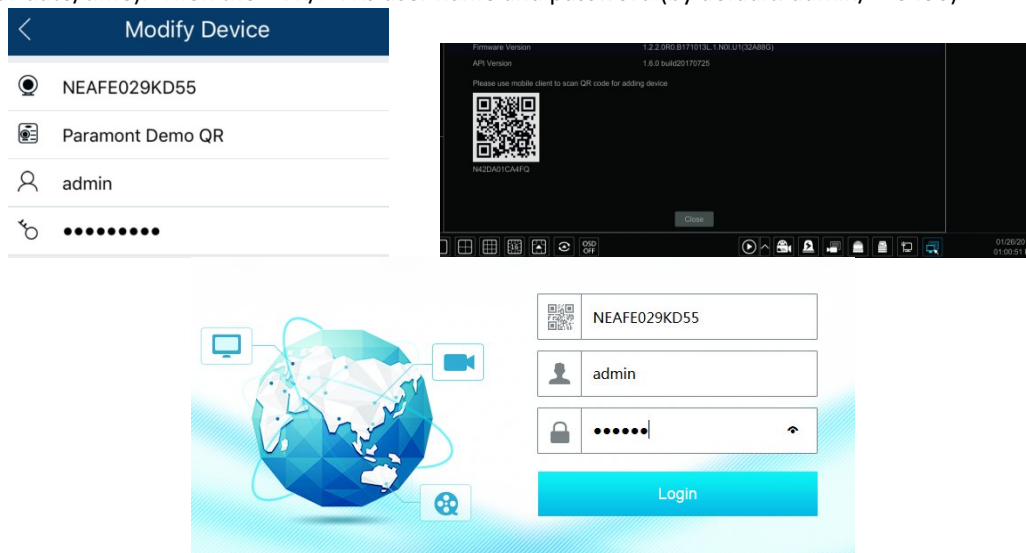 Modify Device
NEAFE029KD55
Paramont Demo QR
admin
●●●●●●●●●
Firmware Version 1.2.2.0R0.B171013L.1.N0I.U1(32A88G)
API Version 1.6.0 build20170725
Please use mobile client to scan QR code for adding device
N42DA01CA4FQ
Close
OSD
OFF
NEAFE029KD55
admin
●●●●●●
Login